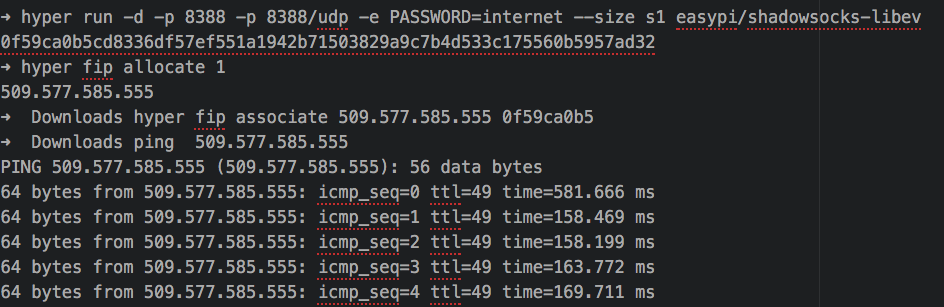 ➜ hyper run -d -p 8388 -p 8388/udp -e PASSWORD=internet --size s1 easypi/shadowsocks-libev
0f59ca0b5cd8336df57ef551a1942b71503829a9c7b4d533c175560b5957ad32
➜ hyper fip allocate 1
509.577.585.555
➜  Downloads hyper fip associate 509.577.585.555 0f59ca0b5
➜  Downloads ping  509.577.585.555
PING 509.577.585.555 (509.577.585.555): 56 data bytes
64 bytes from 509.577.585.555: icmp_seq=0 ttl=49 time=581.666 ms
64 bytes from 509.577.585.555: icmp_seq=1 ttl=49 time=158.469 ms
64 bytes from 509.577.585.555: icmp_seq=2 ttl=49 time=158.199 ms
64 bytes from 509.577.585.555: icmp_seq=3 ttl=49 time=163.772 ms
64 bytes from 509.577.585.555: icmp_seq=4 ttl=49 time=169.711 ms